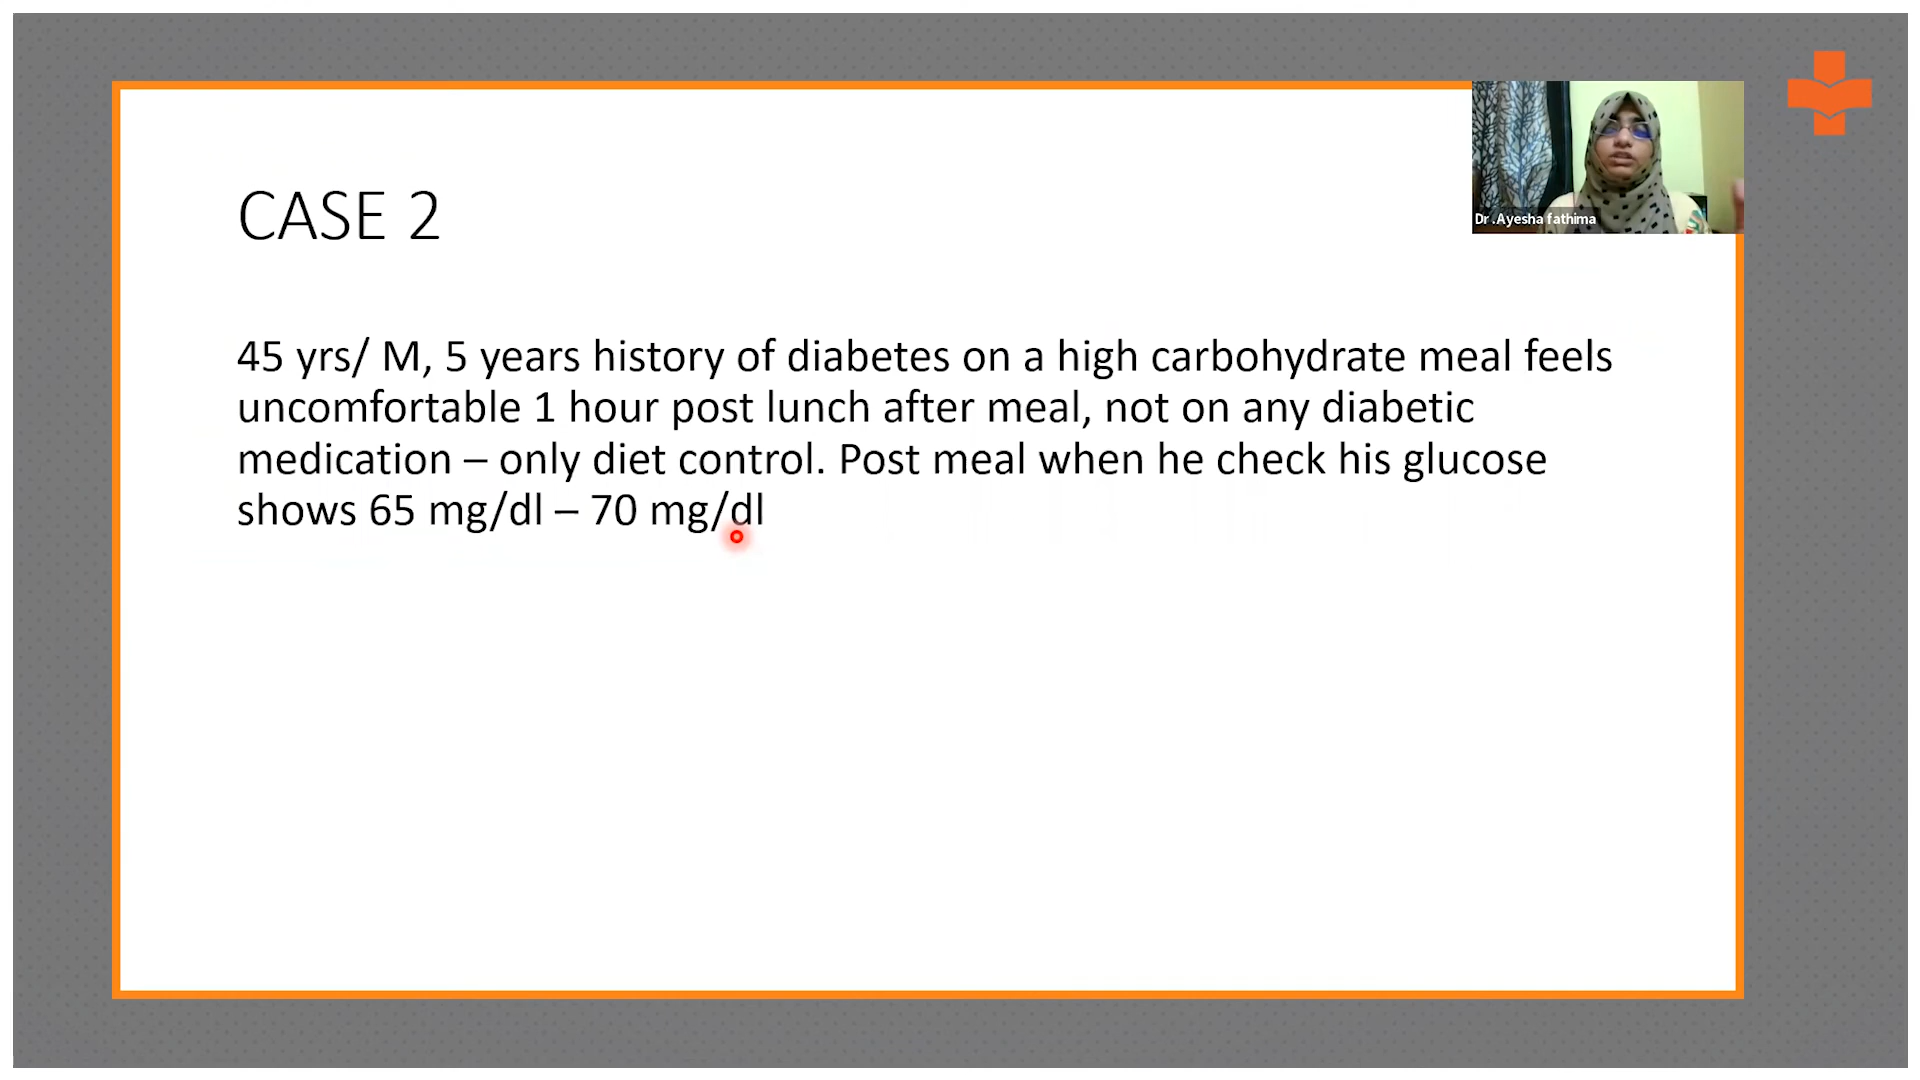 Dr .Ayesha fathima
CASE 2
45 yrs/ M, 5 years history of diabetes on a high carbohydrate meal feels
uncomfortable 1 hour post lunch after meal, not on any diabetic
medication – only diet control. Post meal when he check his glucose
shows 65 mg/dl – 70 mg/dl